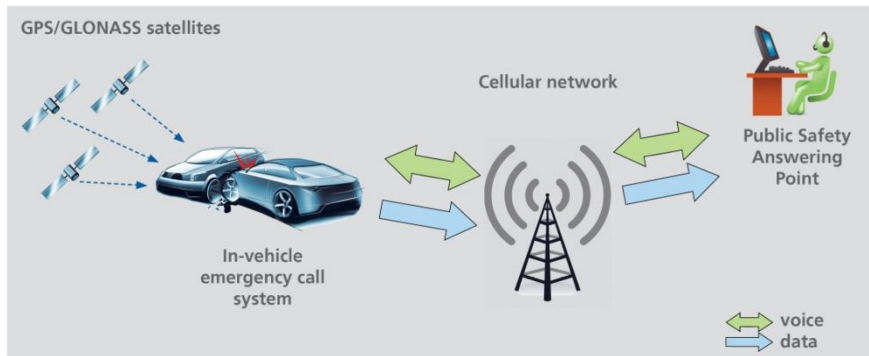 GPS/GLONASS satellites
Cellular network
Public Safety
Answering
Point
In-vehicle
emergency call
system
voice
data